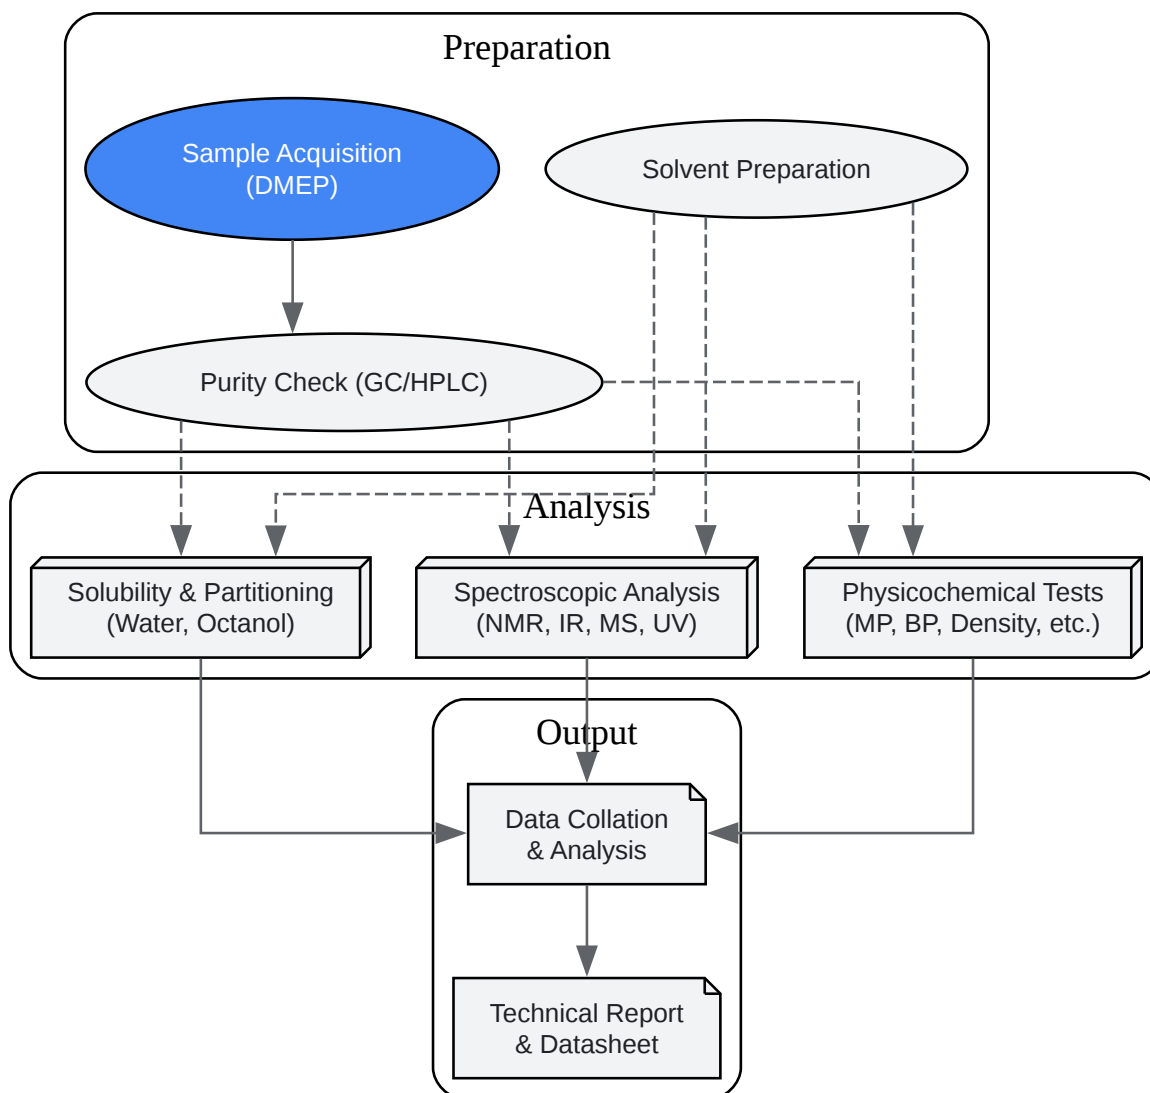 Preparation
Sample Acquisition
(DMEP)
Solvent Preparation
Purity Check (GC/HPLC)
Analysis
Solubility & Partitioning
(Water, Octanol)
Spectroscopic Analysis
(NMR, IR, MS, UV)
Physicochemical Tests
(MP, BP, Density, etc.)
Output
Data Collation
& Analysis
Technical Report
& Datasheet